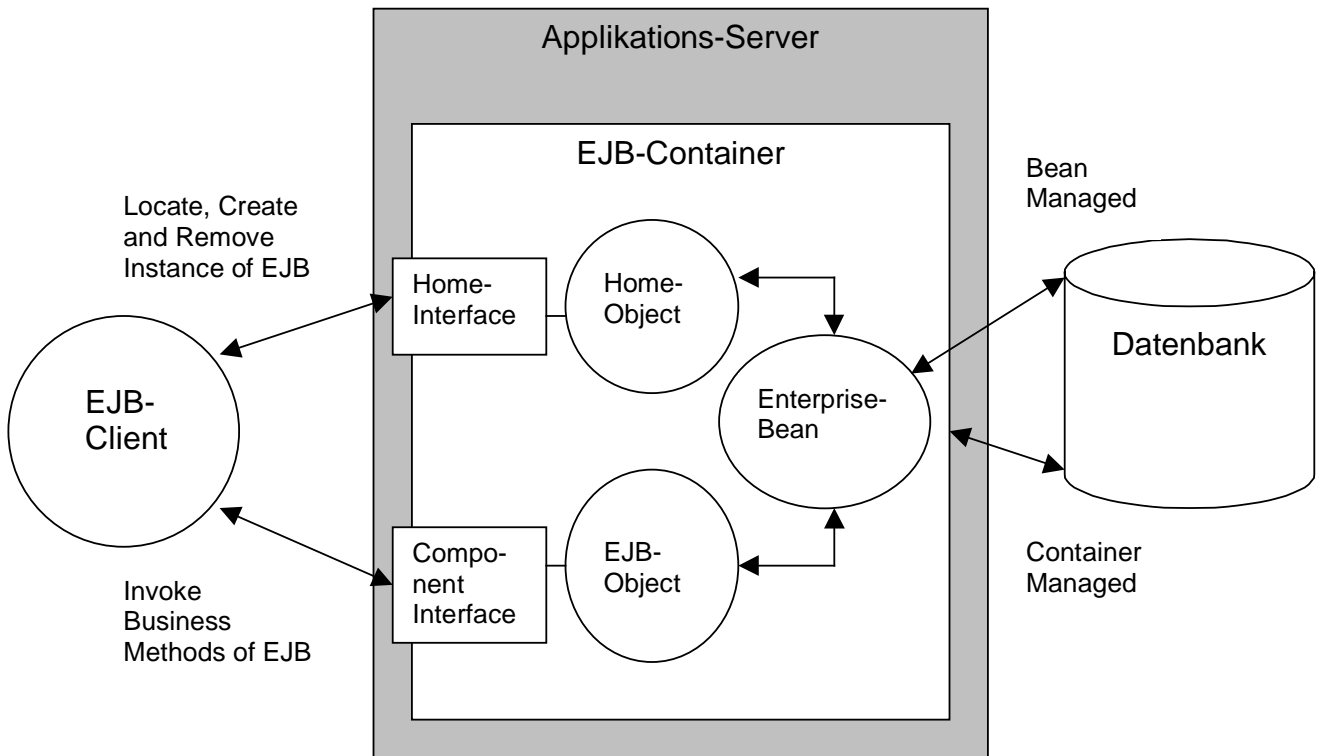 Applikations-Server
EJB-Container
Locate, Create
and Remove
Instance of EJB
Home-
Interface
Home-
Object
Bean
Managed
EJB-
Client
Enterprise-
Bean
Datenbank
Compo-
nent
Interface
EJB-
Object
Invoke
Business
Methods of EJB
Container
Managed